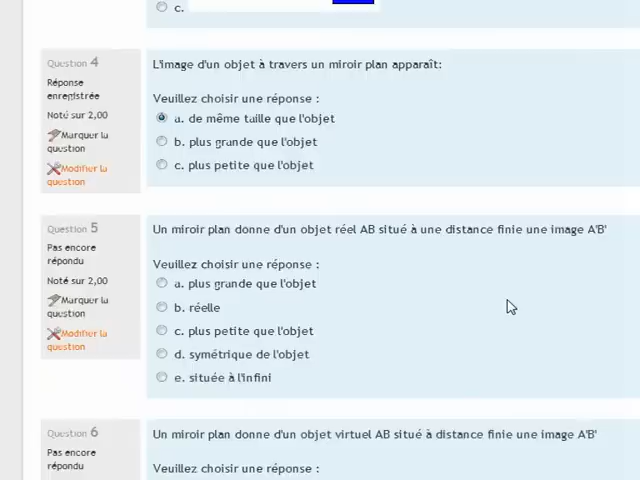 c.
Question 4
Réponse
enregistrée
Noté sur 2,00
Marquer la
question
Modifier la
question
L'image d'un objet à travers un miroir plan apparaît:
Veuillez choisir une réponse :
a. de même taille que l'objet
b. plus grande que l'objet
c. plus petite que l'objet
Question 5
Pas encore
répondu
Noté sur 2,00
Marquer la
question
Modifier la
question
Un miroir plan donne d'un objet réel AB situé à une distance finie une image A'B'
Veuillez choisir une réponse :
a. plus grande que l'objet
b. réelle
c. plus petite que l'objet
d. symétrique de l'objet
e. située à l'infini
Question 6
Pas encore
répondu
Un miroir plan donne d'un objet virtuel AB situé à distance finie une image A'B'
Veuillez choisir une réponse :